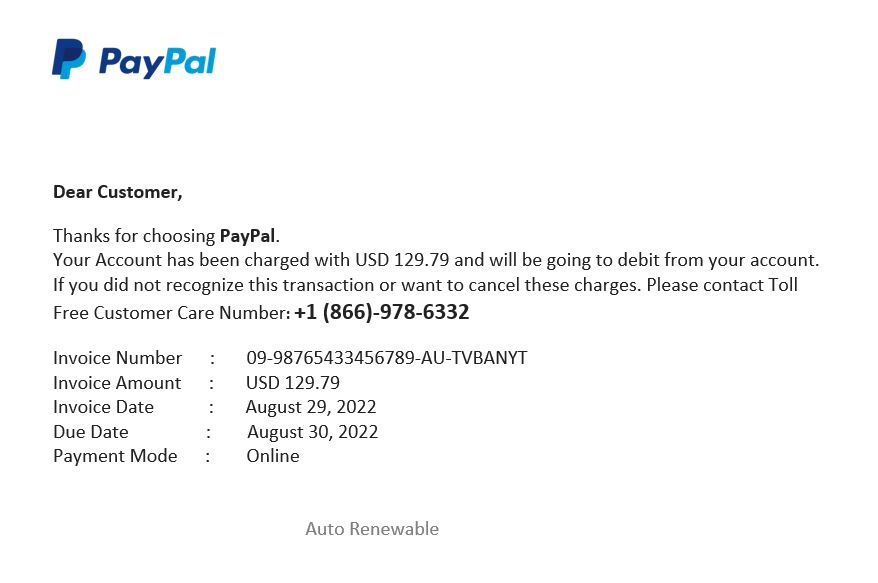 PayPal
Dear Customer,
Thanks for choosing PayPal.
Your Account has been charged with USD 129.79 and will be going to debit from your account.
If you did not recognize this transaction or want to cancel these charges. Please contact Toll
Free Customer Care Number: +1 (866)-978-6332
Invoice Number : 09-98765433456789-AU-TVBANYT
Invoice Amount : USD 129.79
Invoice Date : August 29, 2022
Due Date : August 30, 2022
Payment Mode : Online
Auto Renewable